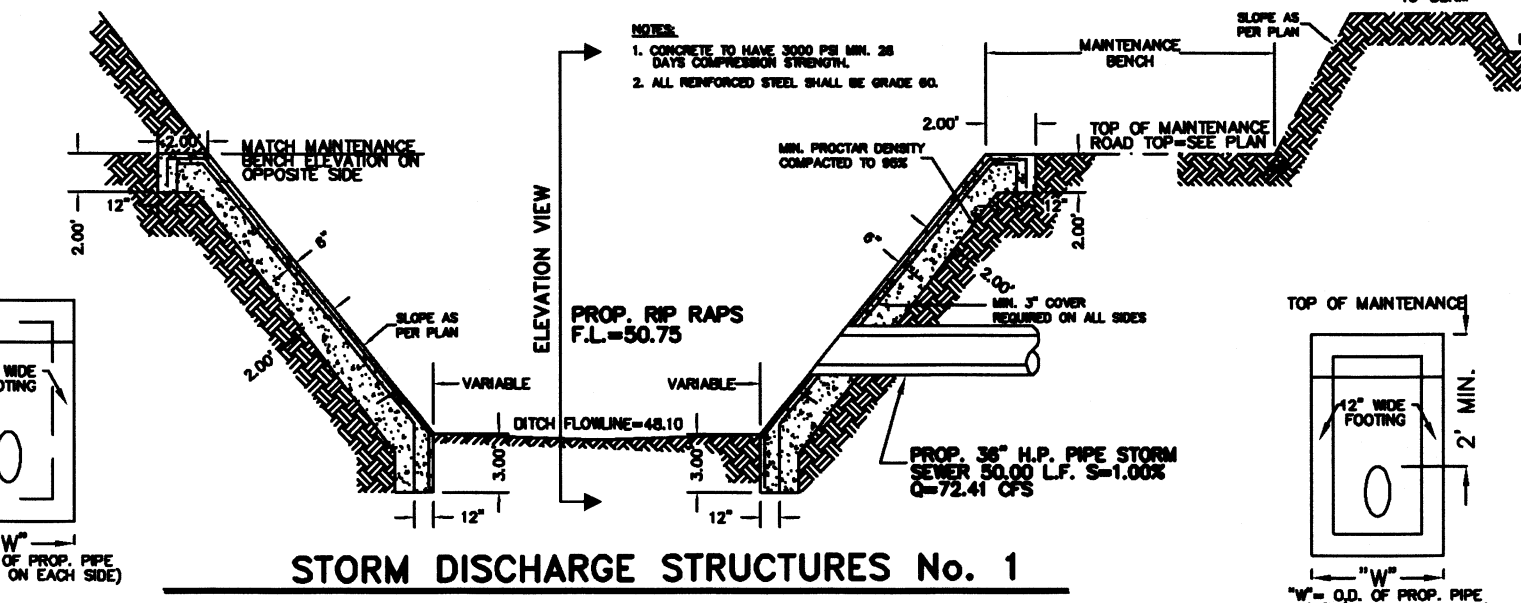 NOTES:
1. CONCRETE TO HAVE 3000 PSI MIN. 28
DAYS COMPRESSION STRENGTH.
2. ALL REINFORCED STEEL SHALL BE GRADE 60.
SLOPE AS
PER PLAN
MAINTENANCE
BENCH
2.00'
MATCH MAINTENANCE
BENCH ELEVATION ON
OPPOSITE SIDE
12"
2.00'
6"
SLOPE AS
PER PLAN
2.00'
ELEVATION VIEW
PROP. RIP RAPS
F.L.=50.75
2.00'
MIN. PROCTAR DENSITY
COMPACTED TO 95%
TOP OF MAINTENANCE
ROAD TOP=SEE PLAN
12"
2.00'
6"
2.00'
MIN. 3" COVER
REQUIRED ON ALL SIDES
VARIABLE
VARIABLE
DITCH FLOWLINE=48.10
3.00'
3.00'
12"
12"
PROP. 36" H.P. PIPE STORM
SEWER 50.00 L.F. S=1.00%
Q=72.41 CFS
WIDE
W"
OF PROP. PIPE
ON EACH SIDE)
TOP OF MAINTENANCE
12" WIDE
FOOTING
2' MIN.
"W"
"W"= O.D. OF PROP. PIPE
STORM DISCHARGE STRUCTURES No. 1